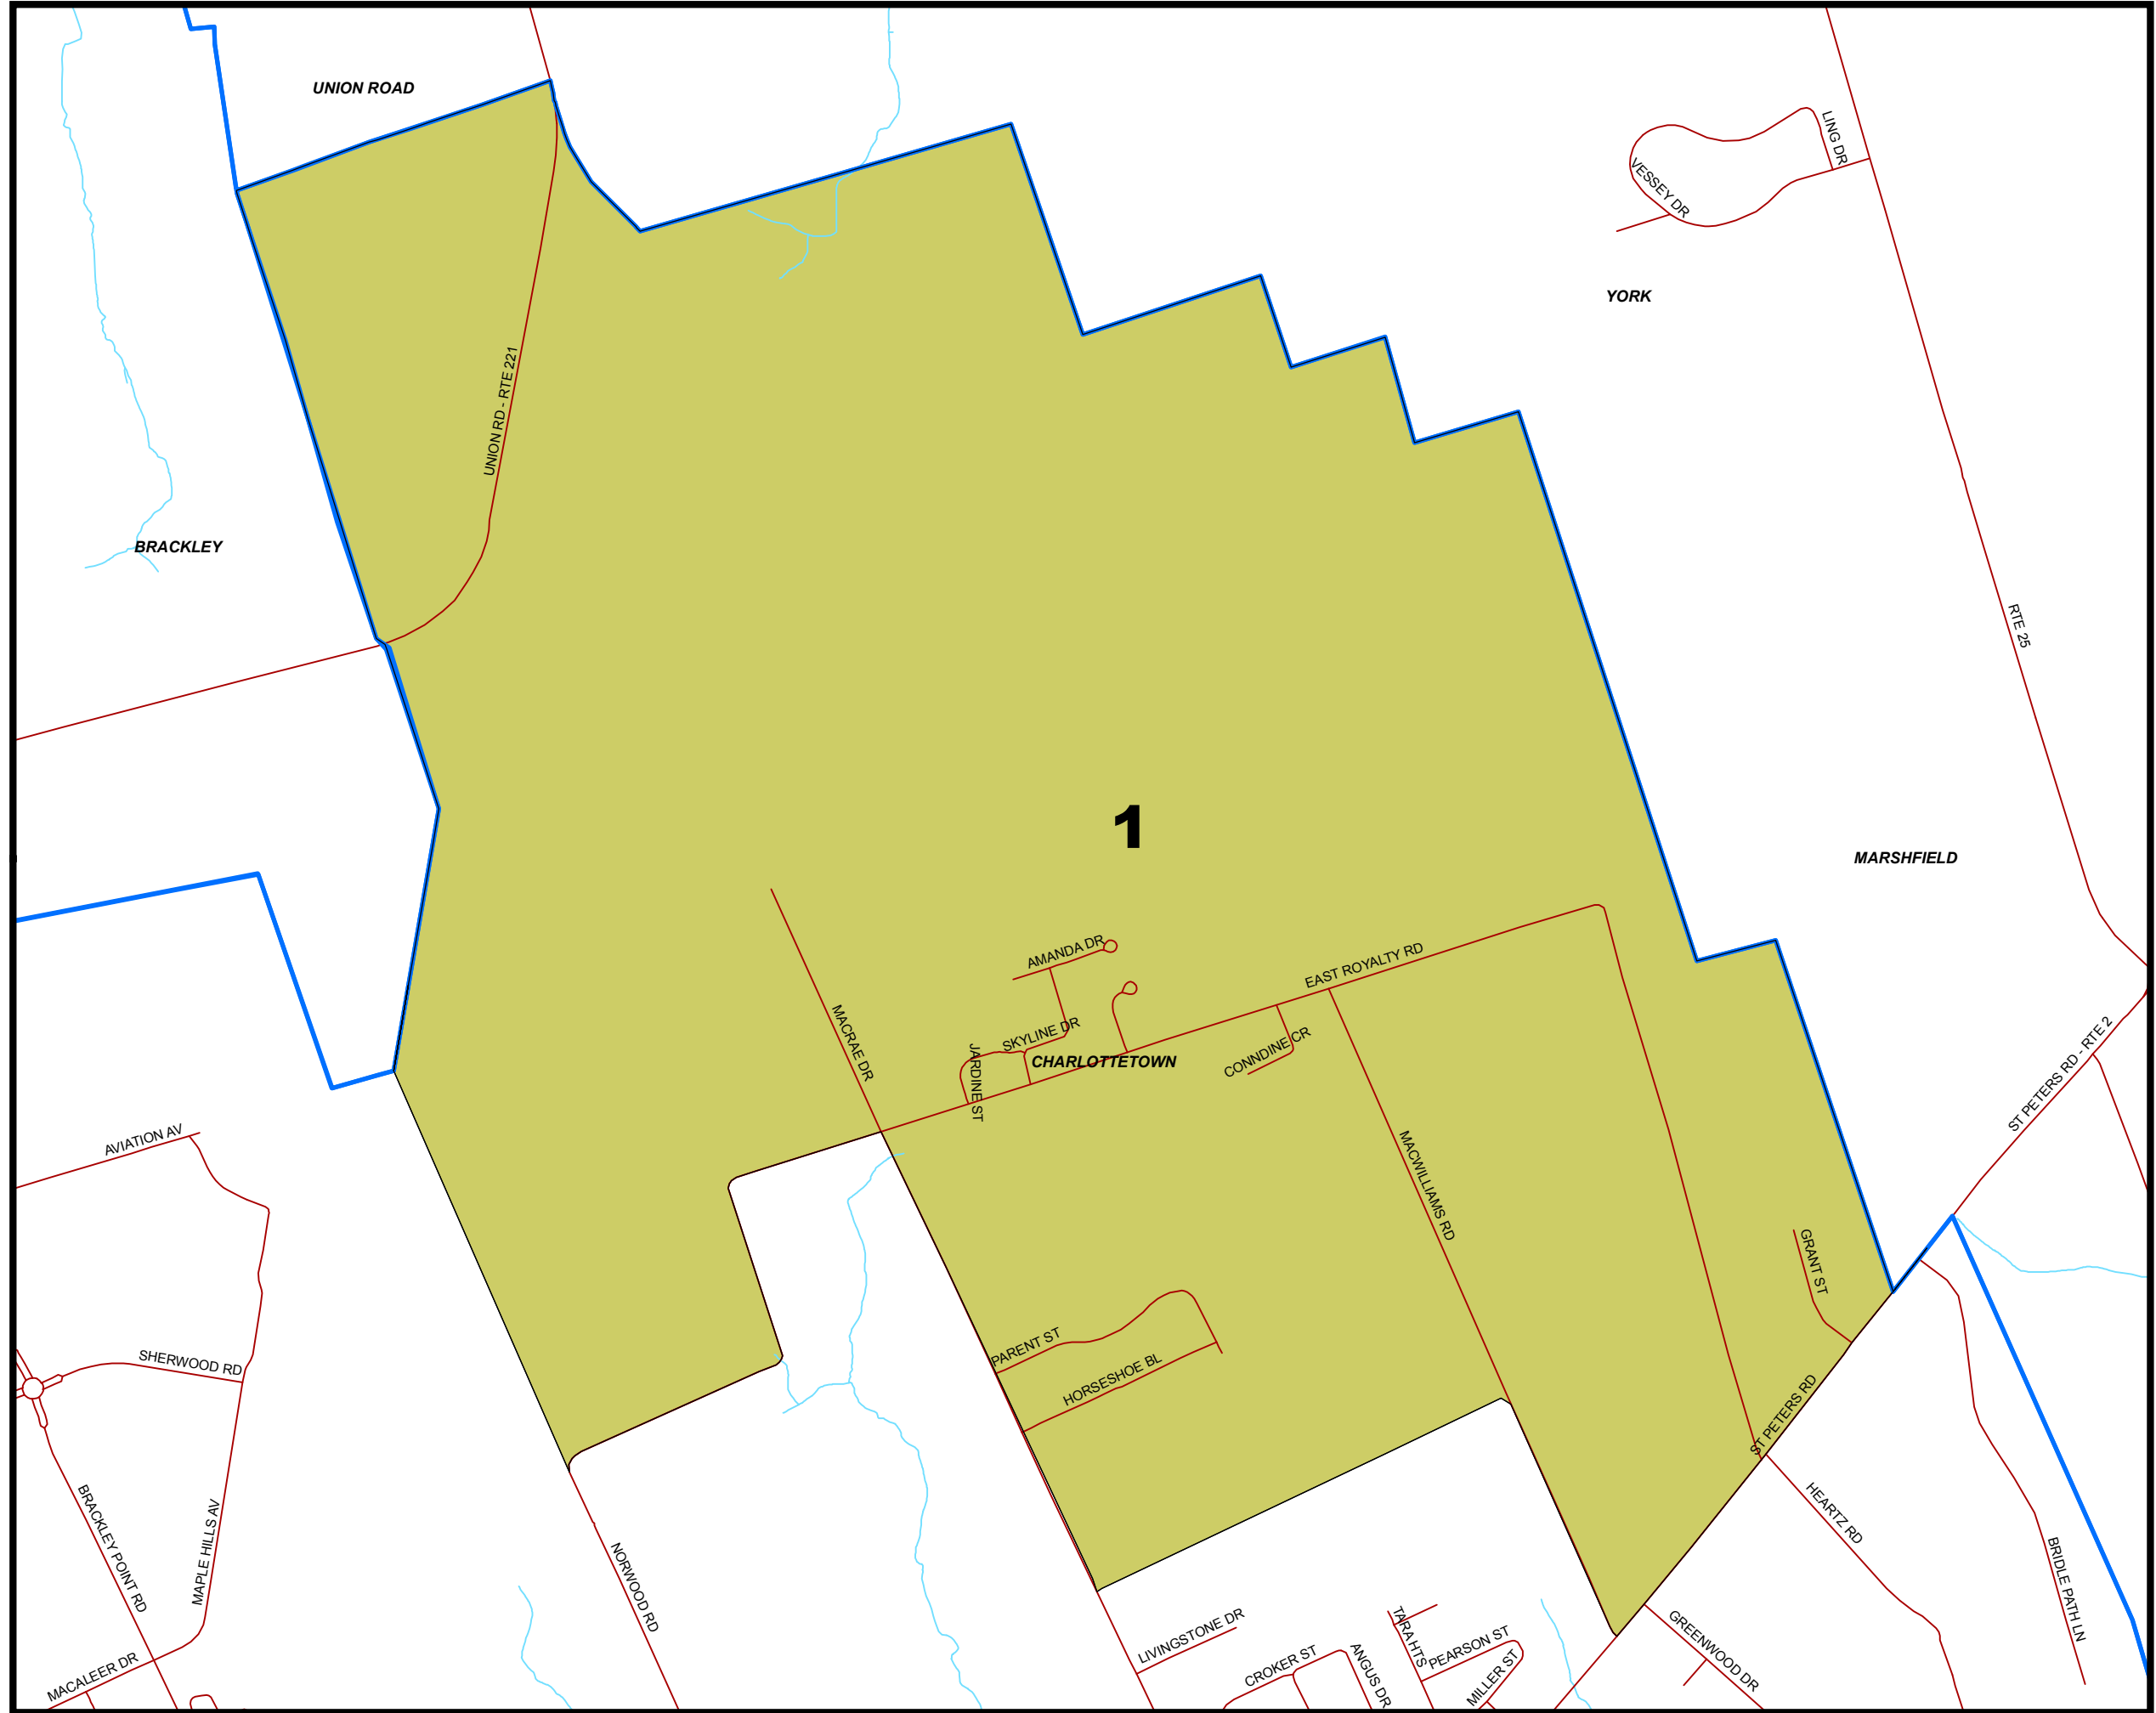 UNION ROAD
LING DR
VESSEY DR
YORK
UNION RD - RTE 221
BRACKLEY
RTE 25
1
MARSHFIELD
AMANDA DR
EAST ROYALTY RD
MACRAE DR
SKYLINE DR
JARDINE ST
CHARLOTTETOWN
CONNDINE CR
ST PETERS RD - RTE 2
AVIATION AV
MACWILLIAMS RD
GRANT ST
PARENT ST
HORSESHOE BL
SHERWOOD RD
ST PETERS RD
BRACKLEY POINT RD
MAPLE HILLS AV
NORWOOD RD
HEARTZ RD
BRIDLE PATH LN
LIVINGSTONE DR
TARA HTS
PEARSON ST
GREENWOOD DR
MACALEER DR
CROKER ST
ANGUS DR
MILLER ST